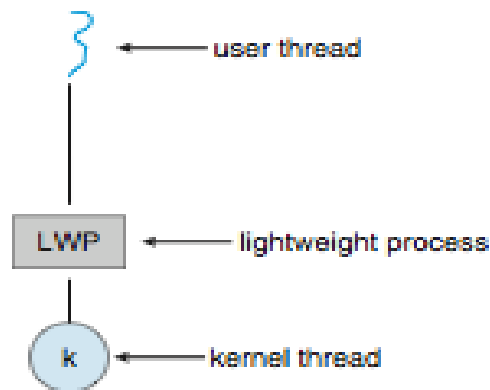 user thread
LWP
lightweight process
k
kernel thread